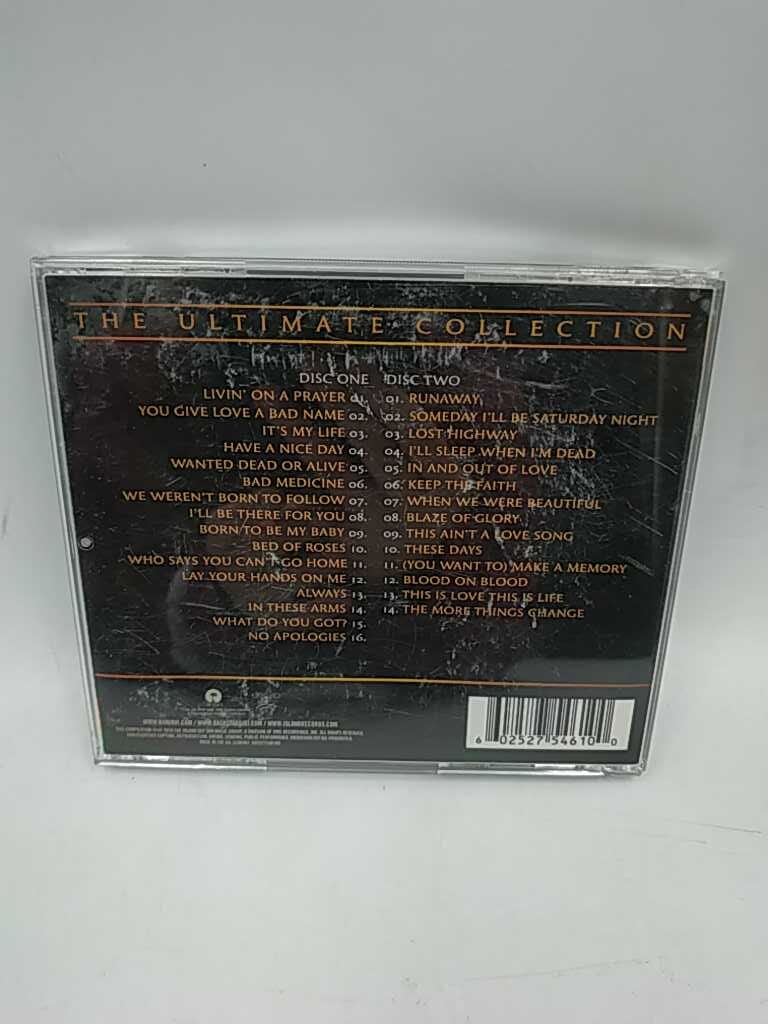 THE ULTIMATE COLLECTION
DISC ONE
LIVIN' ON A PRAYER 01.
YOU GIVE LOVE A BAD NAME 02.
IT'S MY LIFE 03.
HAVE A NICE DAY 04.
WANTED DEAD OR ALIVE 05.
BAD MEDICINE 06.
WE WEREN'T BORN TO FOLLOW 07.
I'LL BE THERE FOR YOU 08.
BORN TO BE MY BABY 09.
BED OF ROSES 10.
WHO SAYS YOU CAN'T GO HOME 11.
LAY YOUR HANDS ON ME 12.
ALWAYS 13.
IN THESE ARMS 14.
WHAT DO YOU GOT? 15.
NO APOLOGIES 16.
DISC TWO
01. RUNAWAY
02. SOMEDAY I'LL BE SATURDAY NIGHT
03. LOST HIGHWAY
04. I'LL SLEEP WHEN I'M DEAD
05. IN AND OUT OF LOVE
06. KEEP THE FAITH
07. WHEN WE WERE BEAUTIFUL
08. BLAZE OF GLORY
09. THIS AIN'T A LOVE SONG
10. THESE DAYS
11. (YOU WANT TO) MAKE A MEMORY
12. BLOOD ON BLOOD
13. THIS IS LOVE THIS IS LIFE
14. THE MORE THINGS CHANGE
6 02527 54610 0